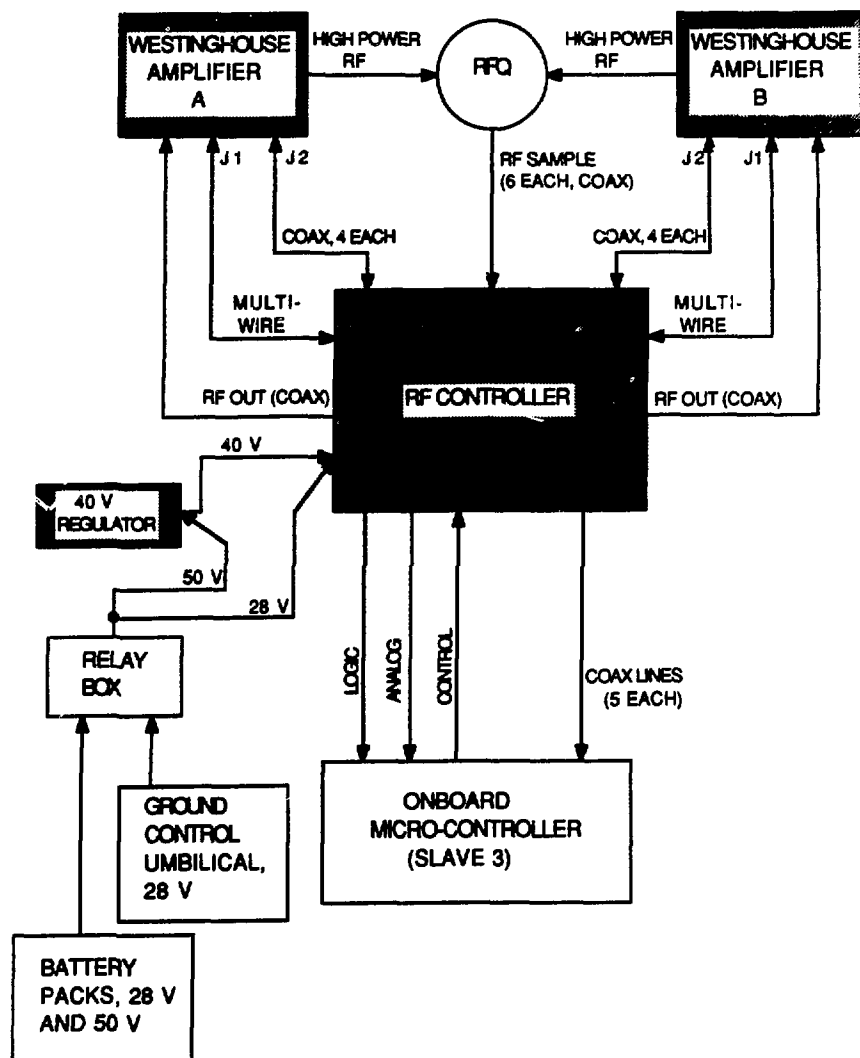 WESTINGHOUSE
AMPLIFIER
A
HIGH POWER
RF
RFQ
HIGH POWER
RF
WESTINGHOUSE
AMPLIFIER
B
J1
J2
RF SAMPLE
(6 EACH, COAX)
J2
J1
COAX, 4 EACH
COAX, 4 EACH
MULTI-
WIRE
MULTI-
WIRE
RF OUT (COAX)
RF CONTROLLER
RF OUT (COAX)
40 V
40 V
REGULATOR
50 V
28 V
RELAY
BOX
LOGIC
ANALOG
CONTROL
COAX LINES
(5 EACH)
GROUND
CONTROL
UMBILICAL,
28 V
ONBOARD
MICRO-CONTROLLER
(SLAVE 3)
BATTERY
PACKS, 28 V
AND 50 V